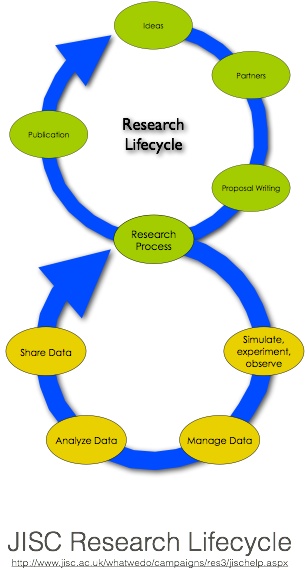 Ideas
Partners
Research
Lifecycle
Publication
Proposal Writing
Research
Process
Simulate,
experiment,
observe
Share Data
Analyze Data
Manage Data
JISC Research Lifecycle
http://www.jisc.ac.uk/whatwedo/campaigns/res3/jischelp.aspx